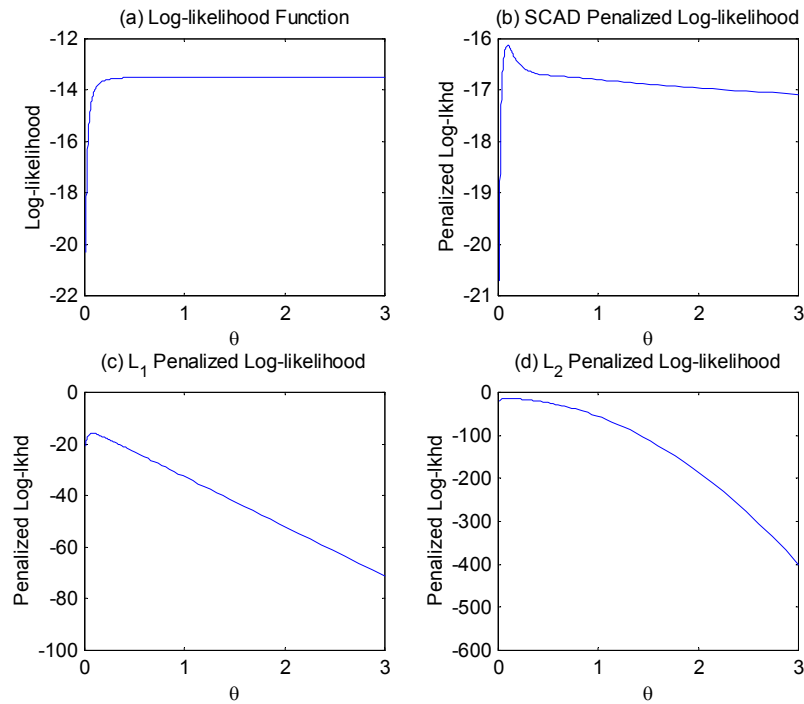 (a) Log-likelihood Function
-12
-14
-16
-18
-20
-22
Log-likelihood
0 1 2 3
θ
(b) SCAD Penalized Log-likelihood
-16
-17
-18
-19
-20
-21
Penalized Log-lkhd
0 1 2 3
θ
(c) L1 Penalized Log-likelihood
0
-20
-40
-60
-80
-100
Penalized Log-lkhd
0 1 2 3
θ
(d) L2 Penalized Log-likelihood
0
-100
-200
-300
-400
-500
-600
Penalized Log-lkhd
0 1 2 3
θ